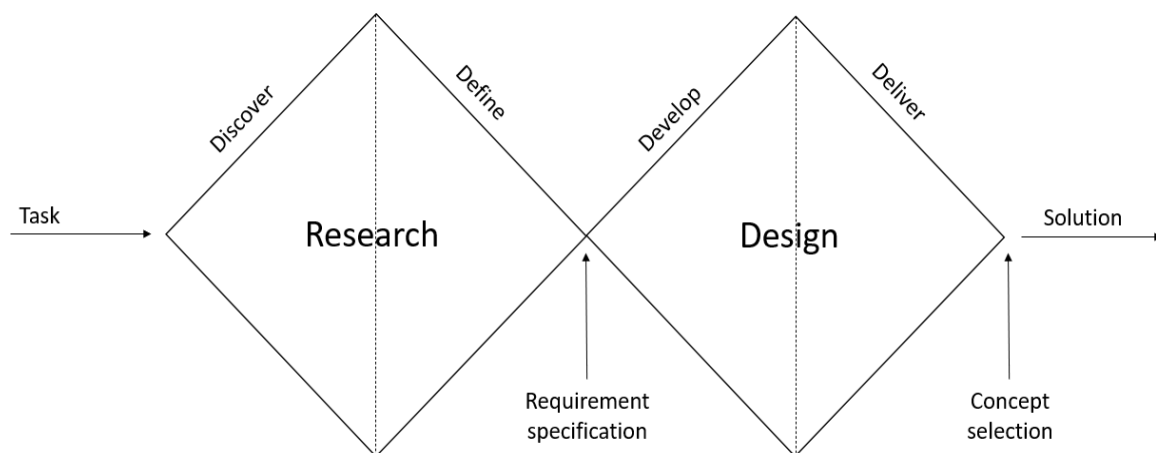 Discover
Define
Develop
Deliver
Task
Research
Design
Solution
Requirement
specification
Concept
selection